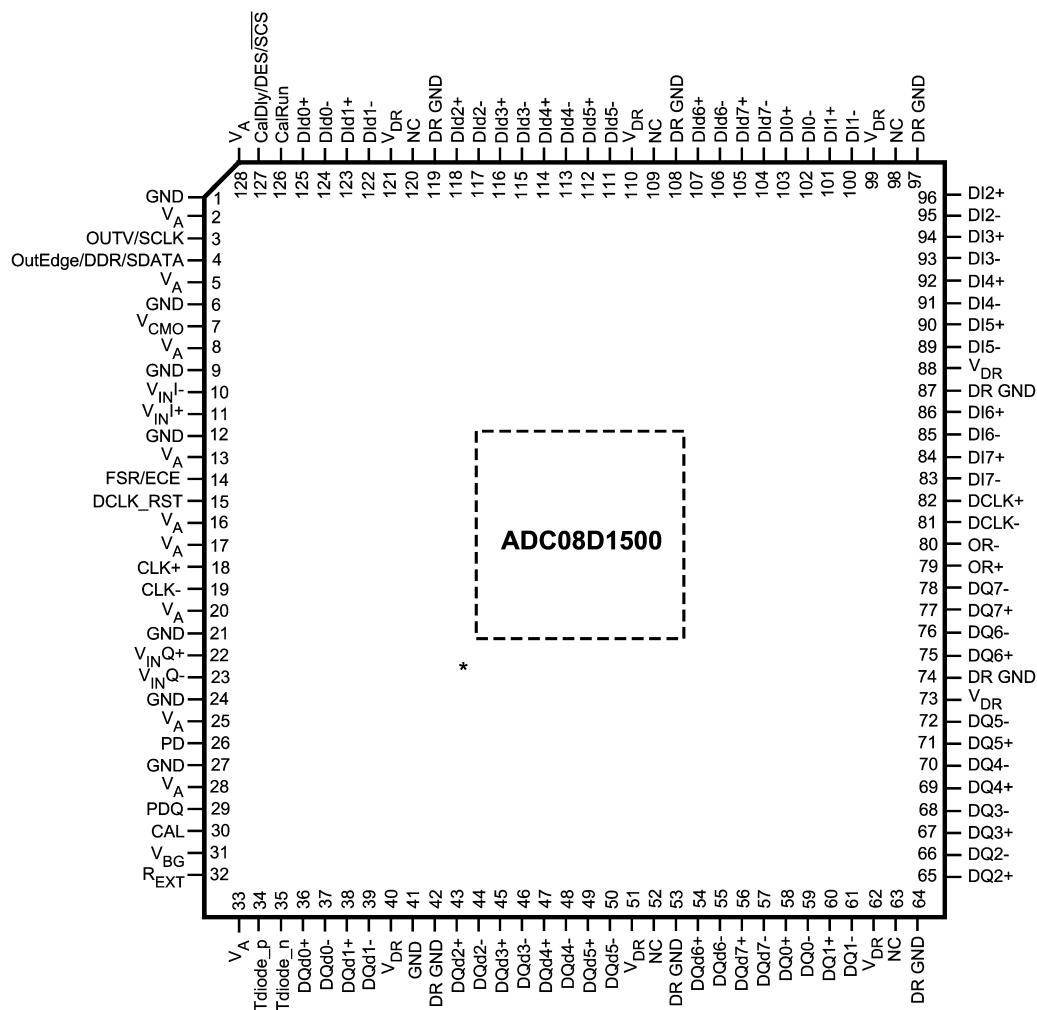 V_A
CalDly/DES/SCS
CalRun
DId0+
DId0-
DId1+
DId1-
V_DR
NC
DR GND
DId2+
DId2-
DId3+
DId3-
DId4+
DId4-
DId5+
DId5-
V_DR
NC
DR GND
DId6+
DId6-
DId7+
DId7-
DI0+
DI0-
DI1+
DI1-
V_DR
NC
DR GND
128
127
126
125
124
123
122
121
120
119
118
117
116
115
114
113
112
111
110
109
108
107
106
105
104
103
102
101
100
99
98
97
GND 1
V_A 2
OUTV/SCLK 3
OutEdge/DDR/SDATA 4
V_A 5
GND 6
V_CMO 7
V_A 8
GND 9
V_INI- 10
V_INI+ 11
GND 12
V_A 13
FSR/ECE 14
DCLK_RST 15
V_A 16
V_A 17
CLK+ 18
CLK- 19
V_A 20
GND 21
V_INQ+ 22
V_INQ- 23
GND 24
V_A 25
PD 26
GND 27
V_A 28
PDQ 29
CAL 30
V_BG 31
R_EXT 32
ADC08D1500
*
96 DI2+
95 DI2-
94 DI3+
93 DI3-
92 DI4+
91 DI4-
90 DI5+
89 DI5-
88 V_DR
87 DR GND
86 DI6+
85 DI6-
84 DI7+
83 DI7-
82 DCLK+
81 DCLK-
80 OR-
79 OR+
78 DQ7-
77 DQ7+
76 DQ6-
75 DQ6+
74 DR GND
73 V_DR
72 DQ5-
71 DQ5+
70 DQ4-
69 DQ4+
68 DQ3-
67 DQ3+
66 DQ2-
65 DQ2+
33
34
35
36
37
38
39
40
41
42
43
44
45
46
47
48
49
50
51
52
53
54
55
56
57
58
59
60
61
62
63
64
V_A
Tdiode_p
Tdiode_n
DQd0+
DQd0-
DQd1+
DQd1-
V_DR
GND
DR GND
DQd2+
DQd2-
DQd3+
DQd3-
DQd4+
DQd4-
DQd5+
DQd5-
V_DR
NC
DR GND
DQd6+
DQd6-
DQd7+
DQd7-
DQ0+
DQ0-
DQ1+
DQ1-
V_DR
NC
DR GND